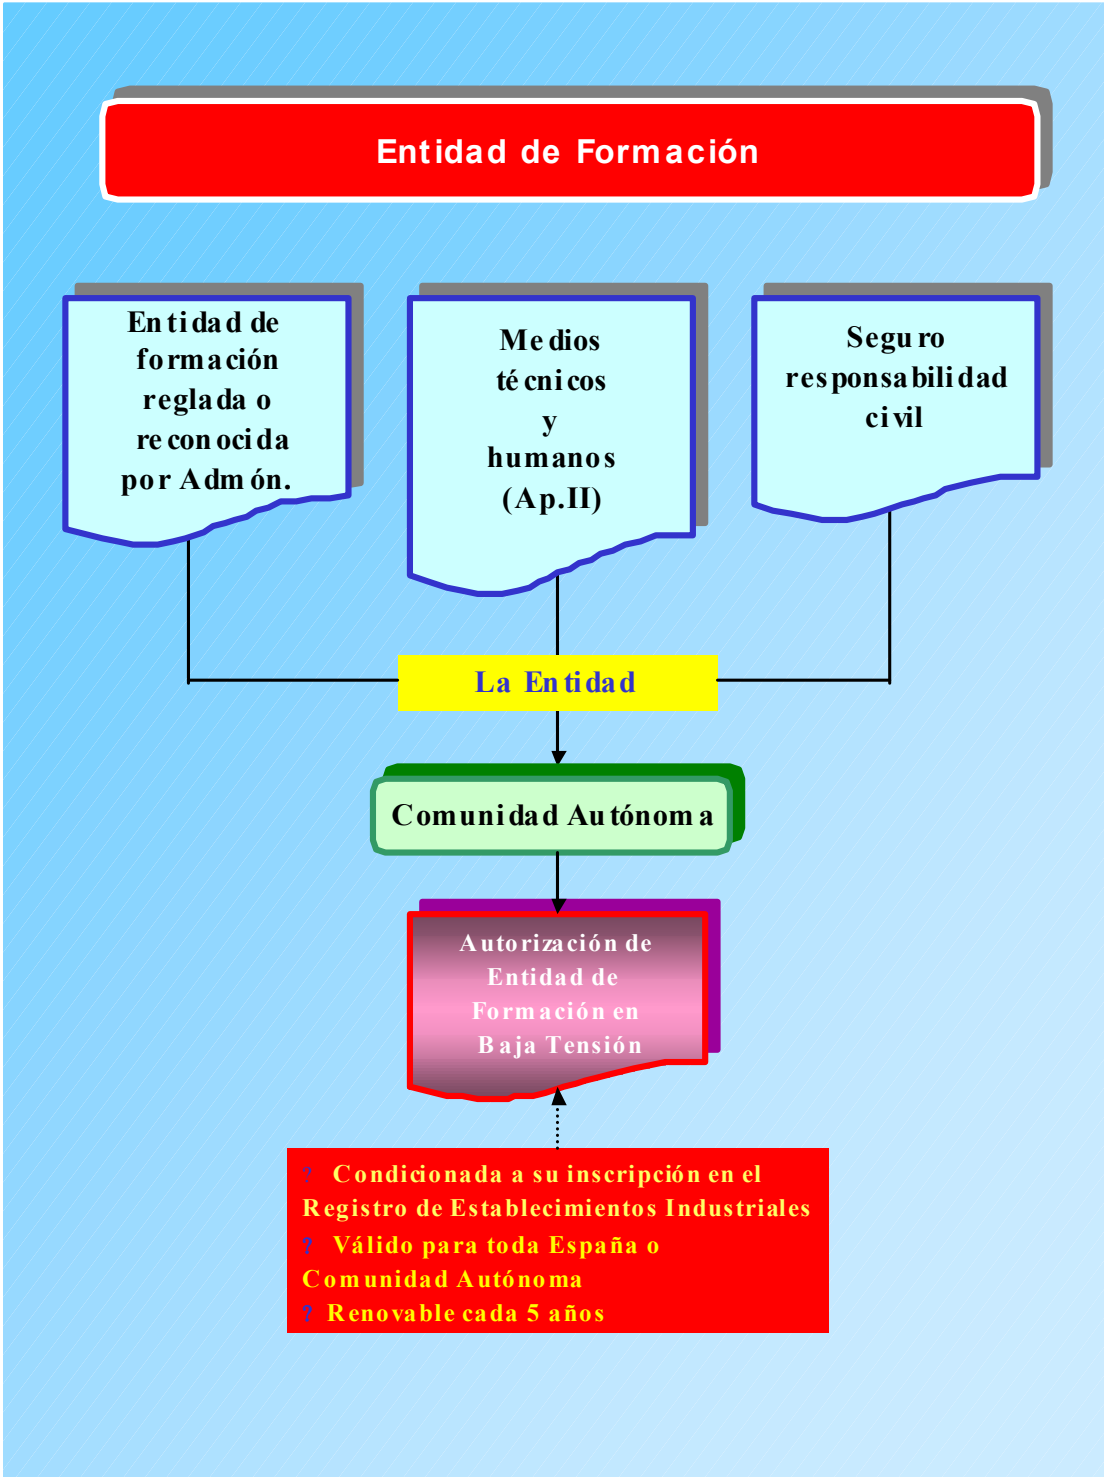 Entidad de Formación
Entidad de
formación
reglada o
reconocida
por Admón.
Medios
técnicos
y
humanos
(Ap.II)
Seguro
responsabilidad
civil
La Entidad
Comunidad Autónoma
Autorización de
Entidad de
Formación en
Baja Tensión
? Condicionada a su inscripción en el
Registro de Establecimientos Industriales
? Válido para toda España o
Comunidad Autónoma
? Renovable cada 5 años